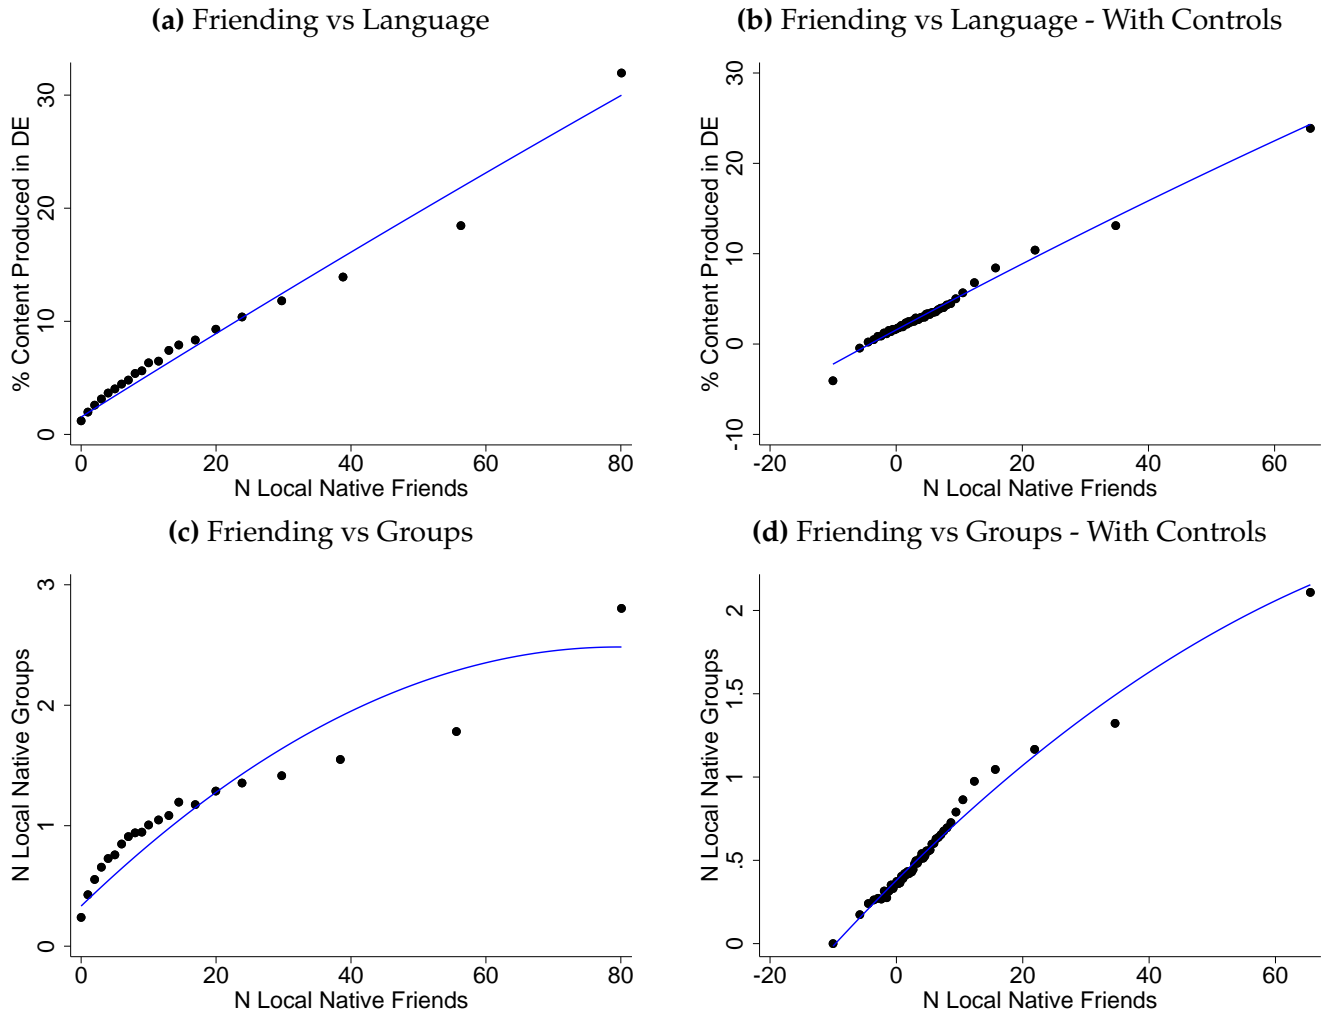 (a) Friending vs Language
% Content Produced in DE
30
20
10
0
0 20 40 60 80
N Local Native Friends
(b) Friending vs Language - With Controls
% Content Produced in DE
30
20
10
0
-10
-20 0 20 40 60
N Local Native Friends
(c) Friending vs Groups
N Local Native Groups
3
2
1
0
0 20 40 60 80
N Local Native Friends
(d) Friending vs Groups - With Controls
N Local Native Groups
2
1.5
1
.5
0
-20 0 20 40 60
N Local Native Friends